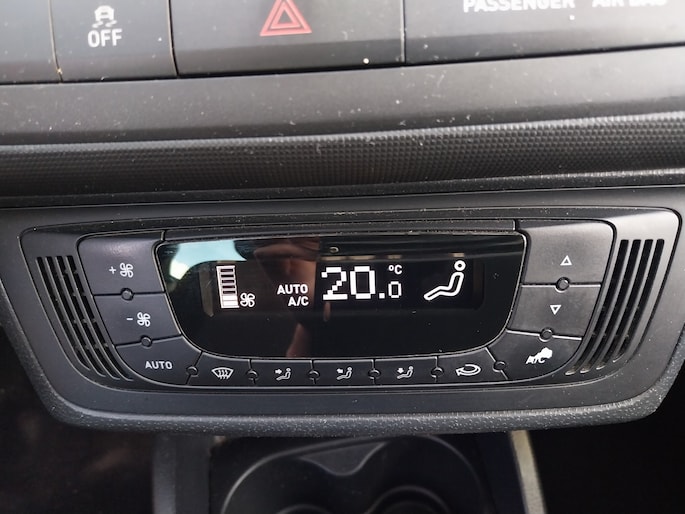 OFF
PASSENGER AIR BAG
AUTO
A/C
20.0 °C
AUTO
A/C